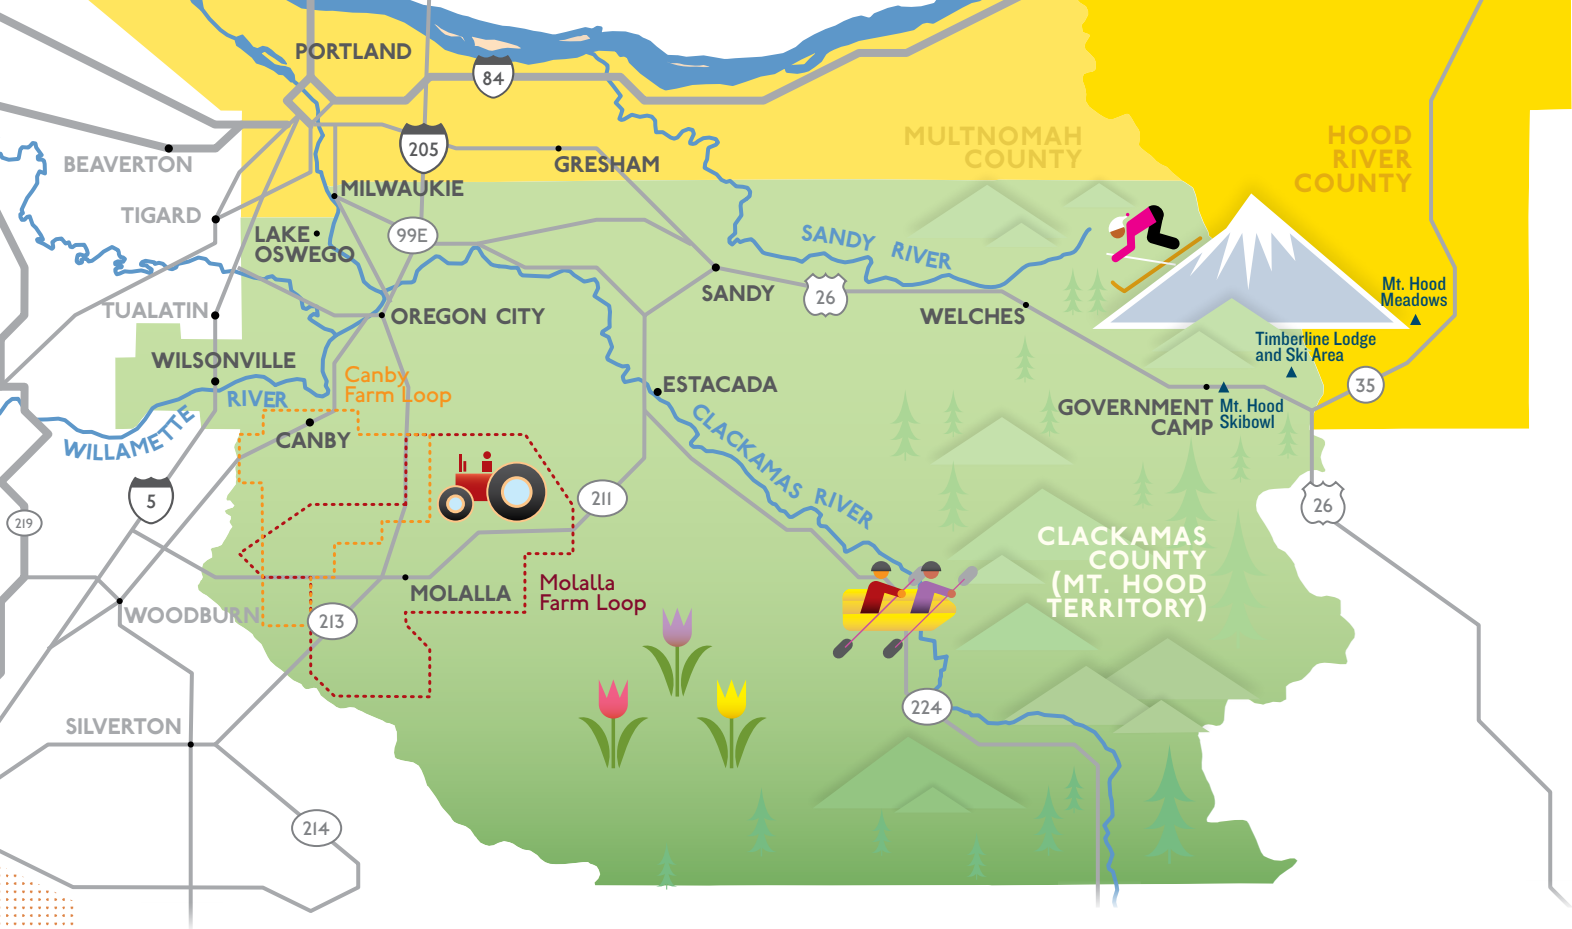 PORTLAND
84
205
BEAVERTON
GRESHAM
MULTNOMAH
COUNTY
HOOD
RIVER
COUNTY
MILWAUKIE
TIGARD
99E
LAKE
OSWEGO
SANDY RIVER
SANDY
26
WELCHES
Mt. Hood
Meadows
TUALATIN
OREGON CITY
Timberline Lodge
and Ski Area
WILSONVILLE
35
Canby
Farm Loop
ESTACADA
GOVERNMENT
CAMP
Mt. Hood
Skibowl
WILLAMETTE RIVER
CANBY
CLACKAMAS RIVER
5
211
26
219
CLACKAMAS
COUNTY
(MT. HOOD
TERRITORY)
MOLALLA
Molalla
Farm Loop
WOODBURN
213
224
SILVERTON
214